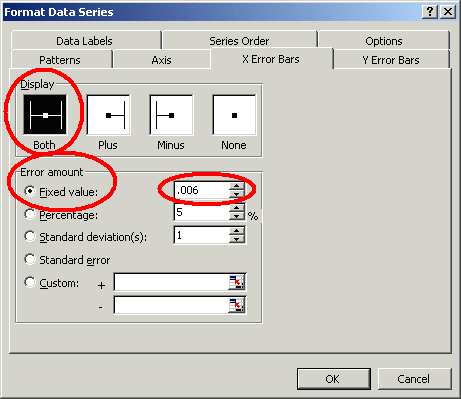 Format Data Series
Data Labels Series Order Options
Patterns Axis X Error Bars Y Error Bars
Display
Both Plus Minus None
Error amount
Fixed value: .006
Percentage: 5 %
Standard deviation(s): 1
Standard error
Custom: +
-
OK Cancel